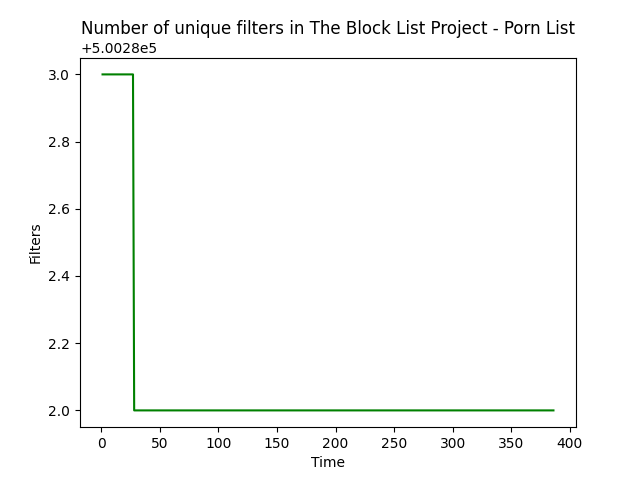 Number of unique filters in The Block List Project - Porn List
+5.0028e5
3.0
2.8
2.6
2.4
2.2
2.0
Filters
0 50 100 150 200 250 300 350 400
Time